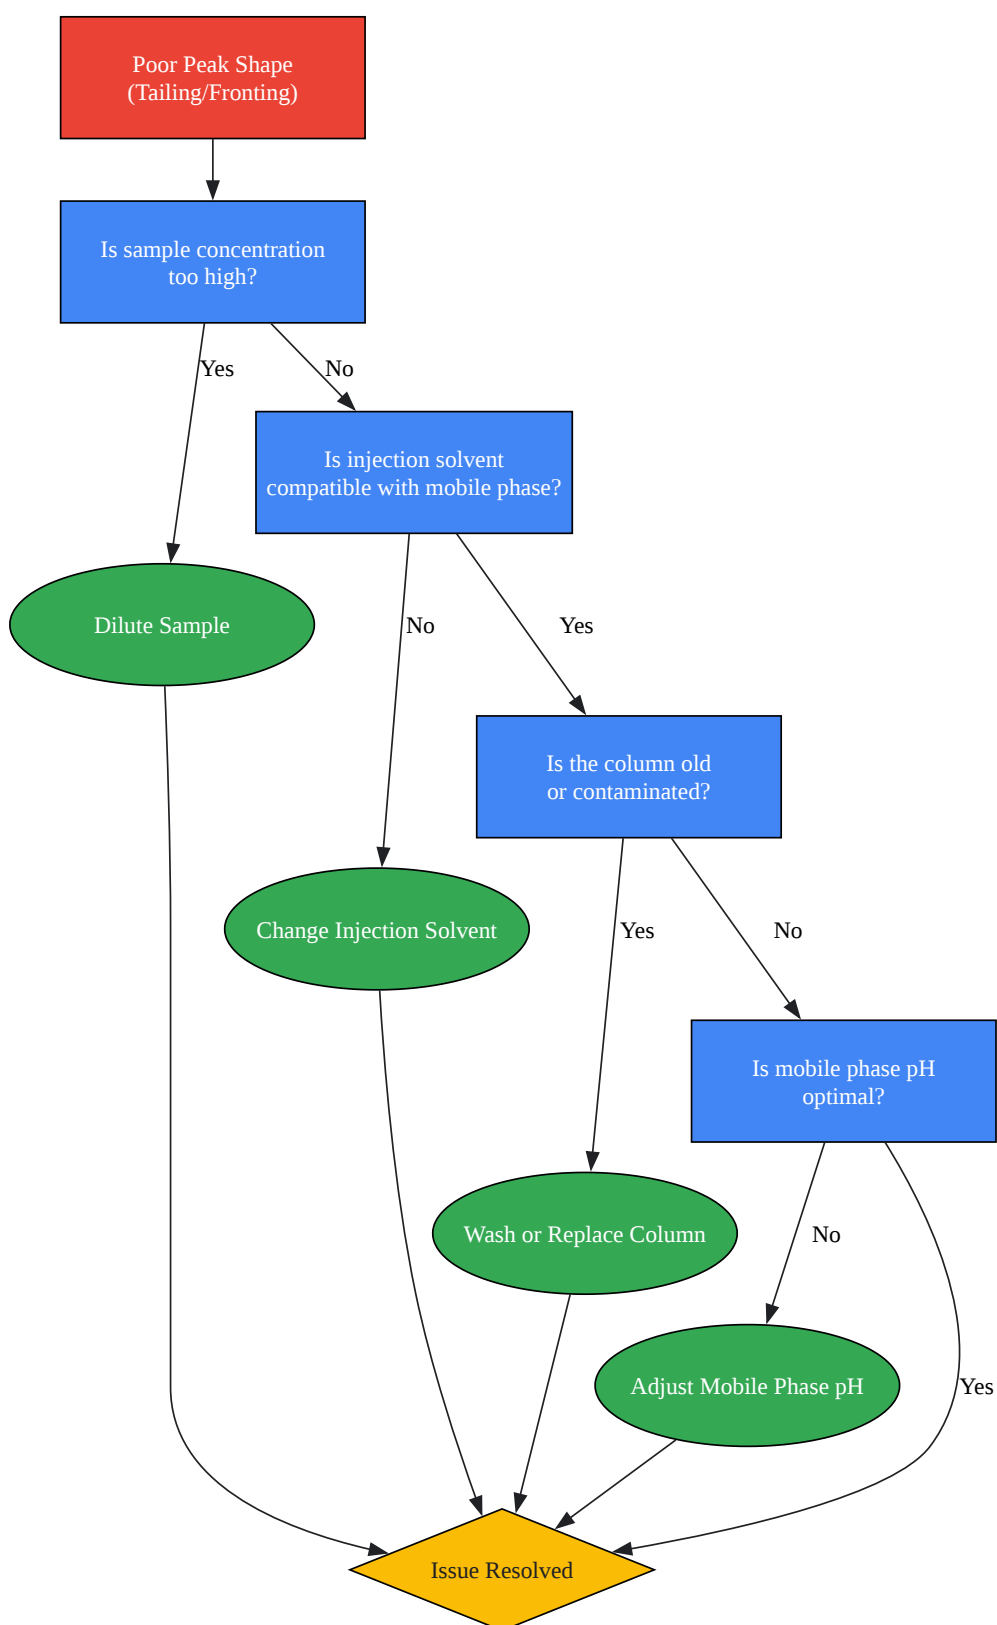 Poor Peak Shape
(Tailing/Fronting)
Is sample concentration
too high?
Yes
No
Is injection solvent
compatible with mobile phase?
Dilute Sample
No
Yes
Is the column old
or contaminated?
Change Injection Solvent
Yes
No
Is mobile phase pH
optimal?
Wash or Replace Column
No
Adjust Mobile Phase pH
Yes
Issue Resolved